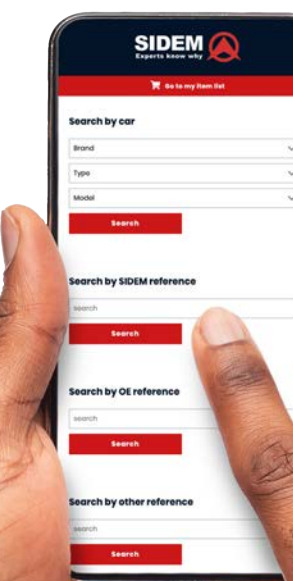 SIDEM
Experts know why
Go to my item list
Search by car
Brand
Type
Model
Search
Search by SIDEM reference
search
Search
Search by OE reference
search
Search
Search by other reference
search
Search